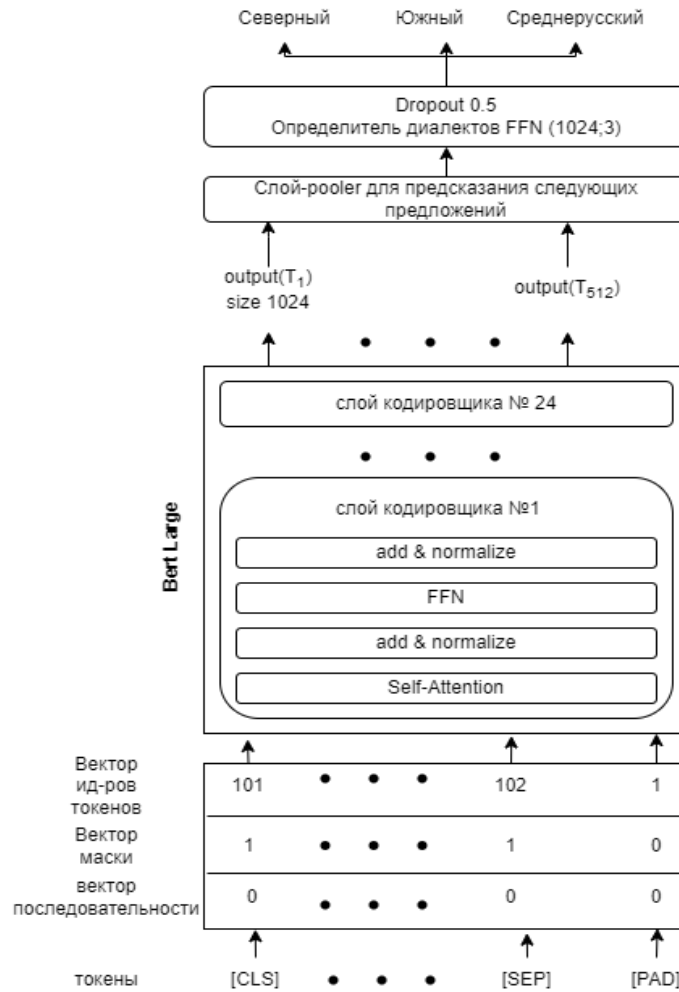 Северный Южный Среднерусский
Dropout 0.5
Определитель диалектов FFN (1024;3)
Слой-pooler для предсказания следующих
предложений
output(T1)
size 1024
output(T512)
слой кодировщика № 24
Bert Large
слой кодировщика №1
add & normalize
FFN
add & normalize
Self-Attention
Вектор
ид-ров
токенов
101 102 1
Вектор
маски
1 1 0
вектор
последовательности
0 0 0
токены [CLS] [SEP] [PAD]